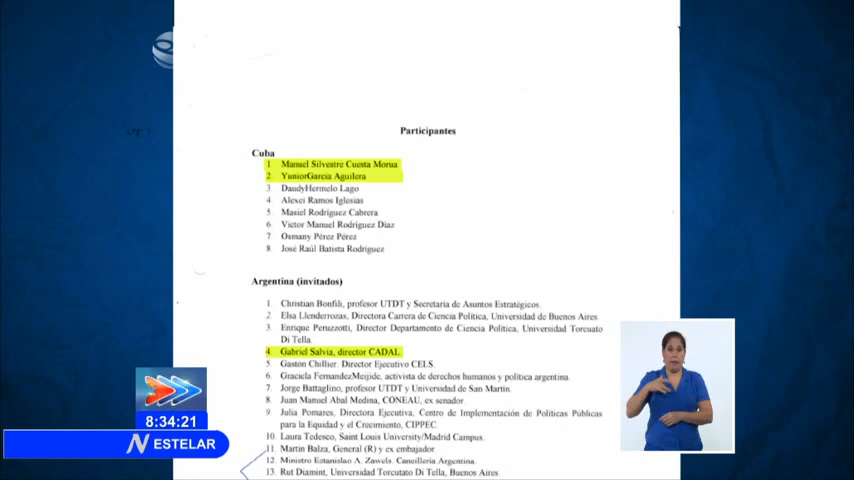 Participantes
Cuba
1. Manuel Silvestre Cuesta Morua
2. YuniorGarcia Aguilera
3. DaudyHermelo Lago
4. Alexei Ramos Iglesias
5. Masiel Rodriguez Cabrera
6. Victor Manuel Rodriguez Diaz
7. Osmany Pérez Pérez
8. José Raúl Batista Rodriguez
Argentina (invitados)
1. Christian Bonfili, profesor UTDT y Secretaria de Asuntos Estratégicos.
2. Elsa Llenderrozas, Directora Carrera de Ciencia Política, Universidad de Buenos Aires
3. Enrique Peruzzotti, Director Departamento de Ciencia Política, Universidad Torcuato
Di Tella.
4. Gabriel Salvia, director CADAL.
5. Gaston Chillier. Director Ejecutivo CELS.
6. Graciela FernandezMeijide, activista de derechos humanos y política argentina.
7. Jorge Battaglino, profesor UTDT y Universidad de San Martin.
8. Juan Manuel Abal Medina, CONEAU, ex senador.
9. Julia Pomares, Directora Ejecutiva, Centro de Implementación de Políticas Públicas
para la Equidad y el Crecimiento, CIPPEC.
10. Laura Tedesco, Saint Louis University/Madrid Campus.
11. Martin Balza, General (R) y ex embajador
12. Ministro Estanislao A. Zawels. Cancillería Argentina.
13. Rut Diamint, Universidad Torcutato Di Tella, Buenos Aires.
8:34:21
N ESTELAR